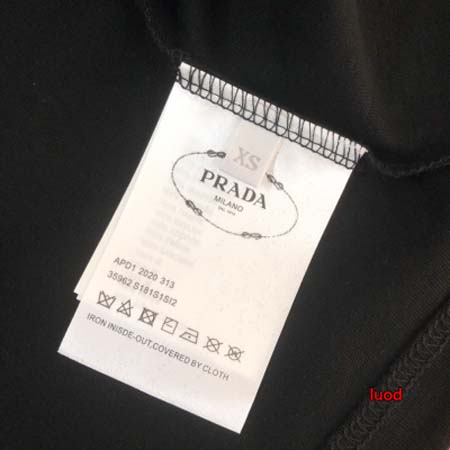 XS
PRADA
MILANO
APD1 2020 313
35962 S181S1SI2
IRON INISDE-OUT,COVERED BY CLOTH
luod